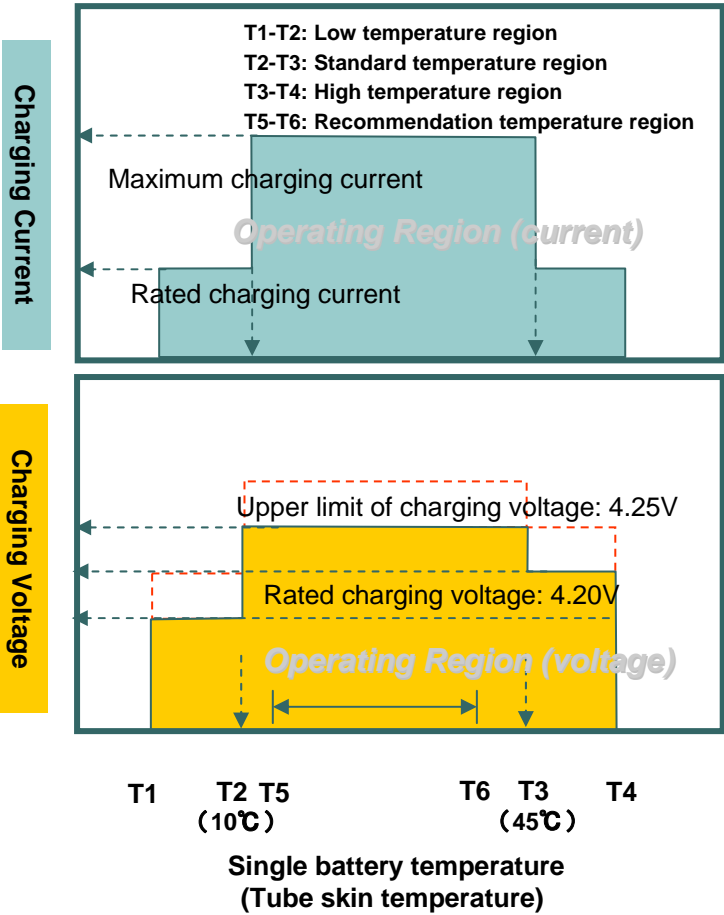 T1-T2: Low temperature region
T2-T3: Standard temperature region
T3-T4: High temperature region
T5-T6: Recommendation temperature region
Charging Current
Maximum charging current
Operating Region (current)
Rated charging current
Charging Voltage
Upper limit of charging voltage: 4.25V
Rated charging voltage: 4.20V
Operating Region (voltage)
T1 T2 T5 T6 T3 T4
（10℃） （45℃）
Single battery temperature
(Tube skin temperature)